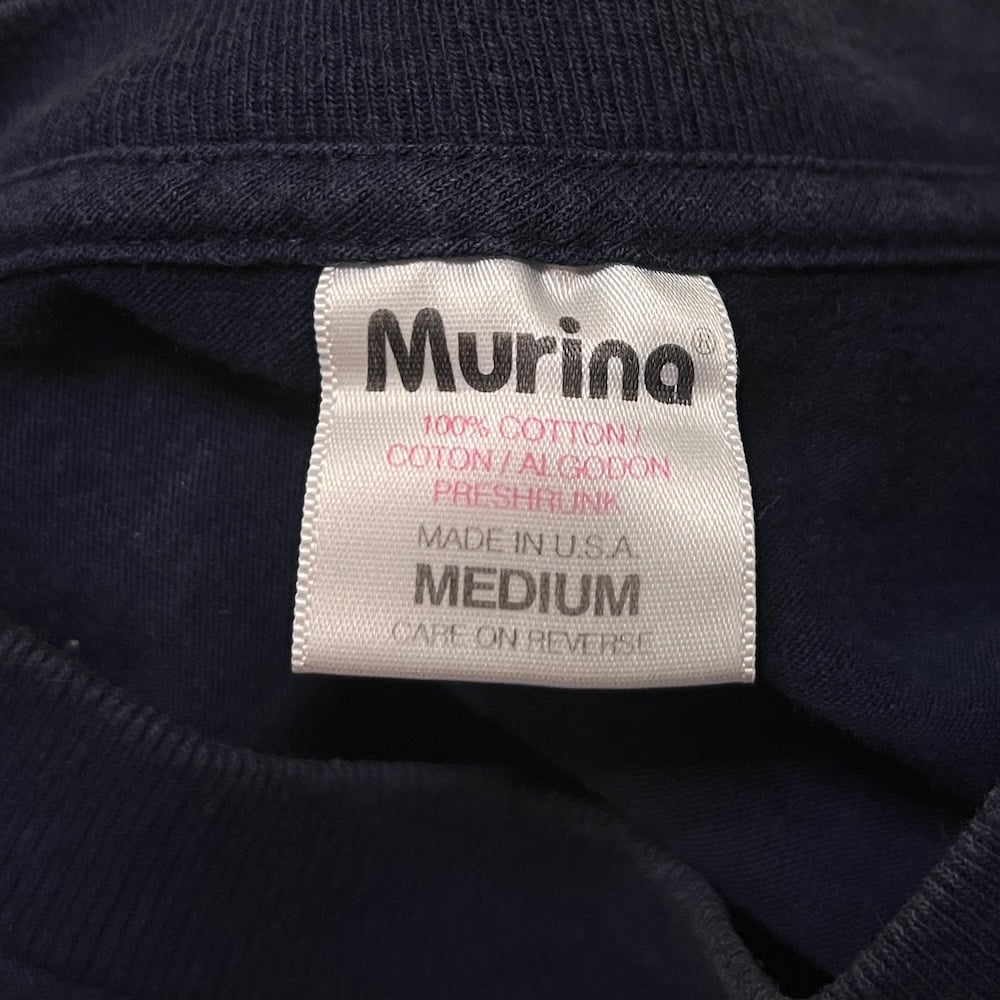 Murina®
100% COTTON /
COTON / ALGODON
PRESHRUNK
MADE IN U.S.A.
MEDIUM
CARE ON REVERSE